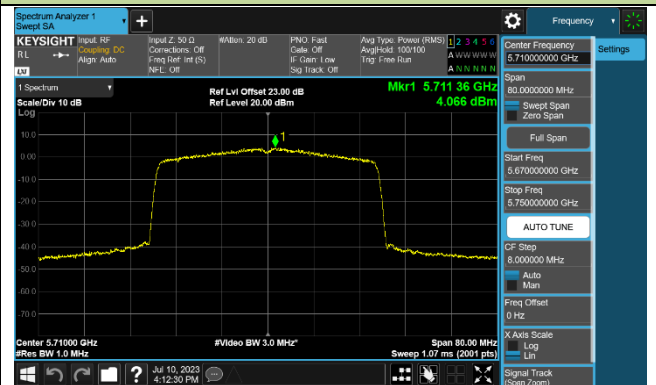 Spectrum Analyzer 1
Swept SA
+
Frequency
KEYSIGHT
RL
LXI
Input: RF
Coupling: DC
Align: Auto
Input Z: 50 Ω
Corrections: Off
Freq Ref: Int (S)
NFE: Off
#Atten: 20 dB
PNO: Fast
Gate: Off
IF Gain: Low
Sig Track: Off
Avg Type: Power (RMS)
Avg|Hold: 100/100
Trig: Free Run
1 2 3 4 5 6
A W W W W W
A N N N N N
1 Spectrum
Scale/Div 10 dB
Log
Ref Lvl Offset 23.00 dB
Ref Level 20.00 dBm
Mkr1 5.711 36 GHz
4.066 dBm
1
10.0
0.00
-10.0
-20.0
-30.0
-40.0
-50.0
-60.0
-70.0
Center 5.71000 GHz
#Res BW 1.0 MHz
#Video BW 3.0 MHz*
Span 80.00 MHz
Sweep 1.07 ms (2001 pts)
?
Jul 10, 2023
4:12:30 PM
Settings
Center Frequency
5.710000000 GHz
Span
80.0000000 MHz
Swept Span
Zero Span
Full Span
Start Freq
5.670000000 GHz
Stop Freq
5.750000000 GHz
AUTO TUNE
CF Step
8.000000 MHz
Auto
Man
Freq Offset
0 Hz
X Axis Scale
Log
Lin
Signal Track
(Span Zoom)